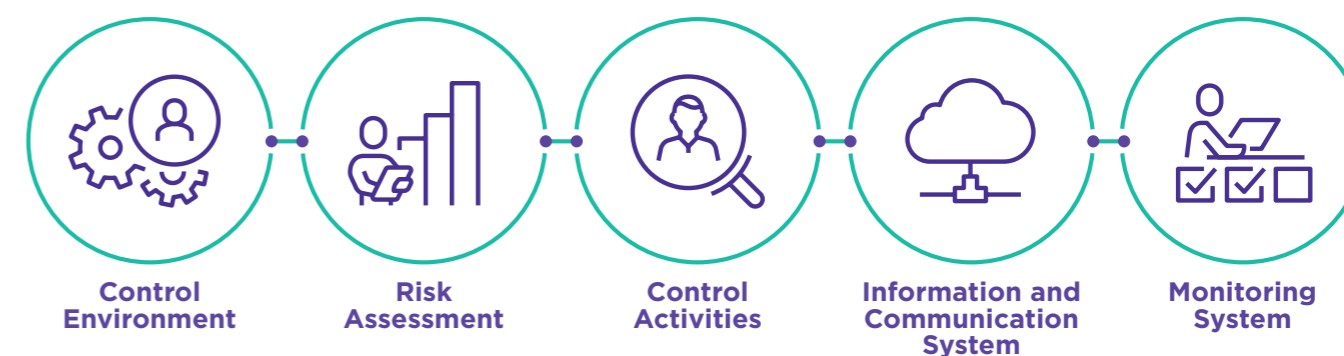 Control
Environment
Risk
Assessment
Control
Activities
Information and
Communication
System
Monitoring
System